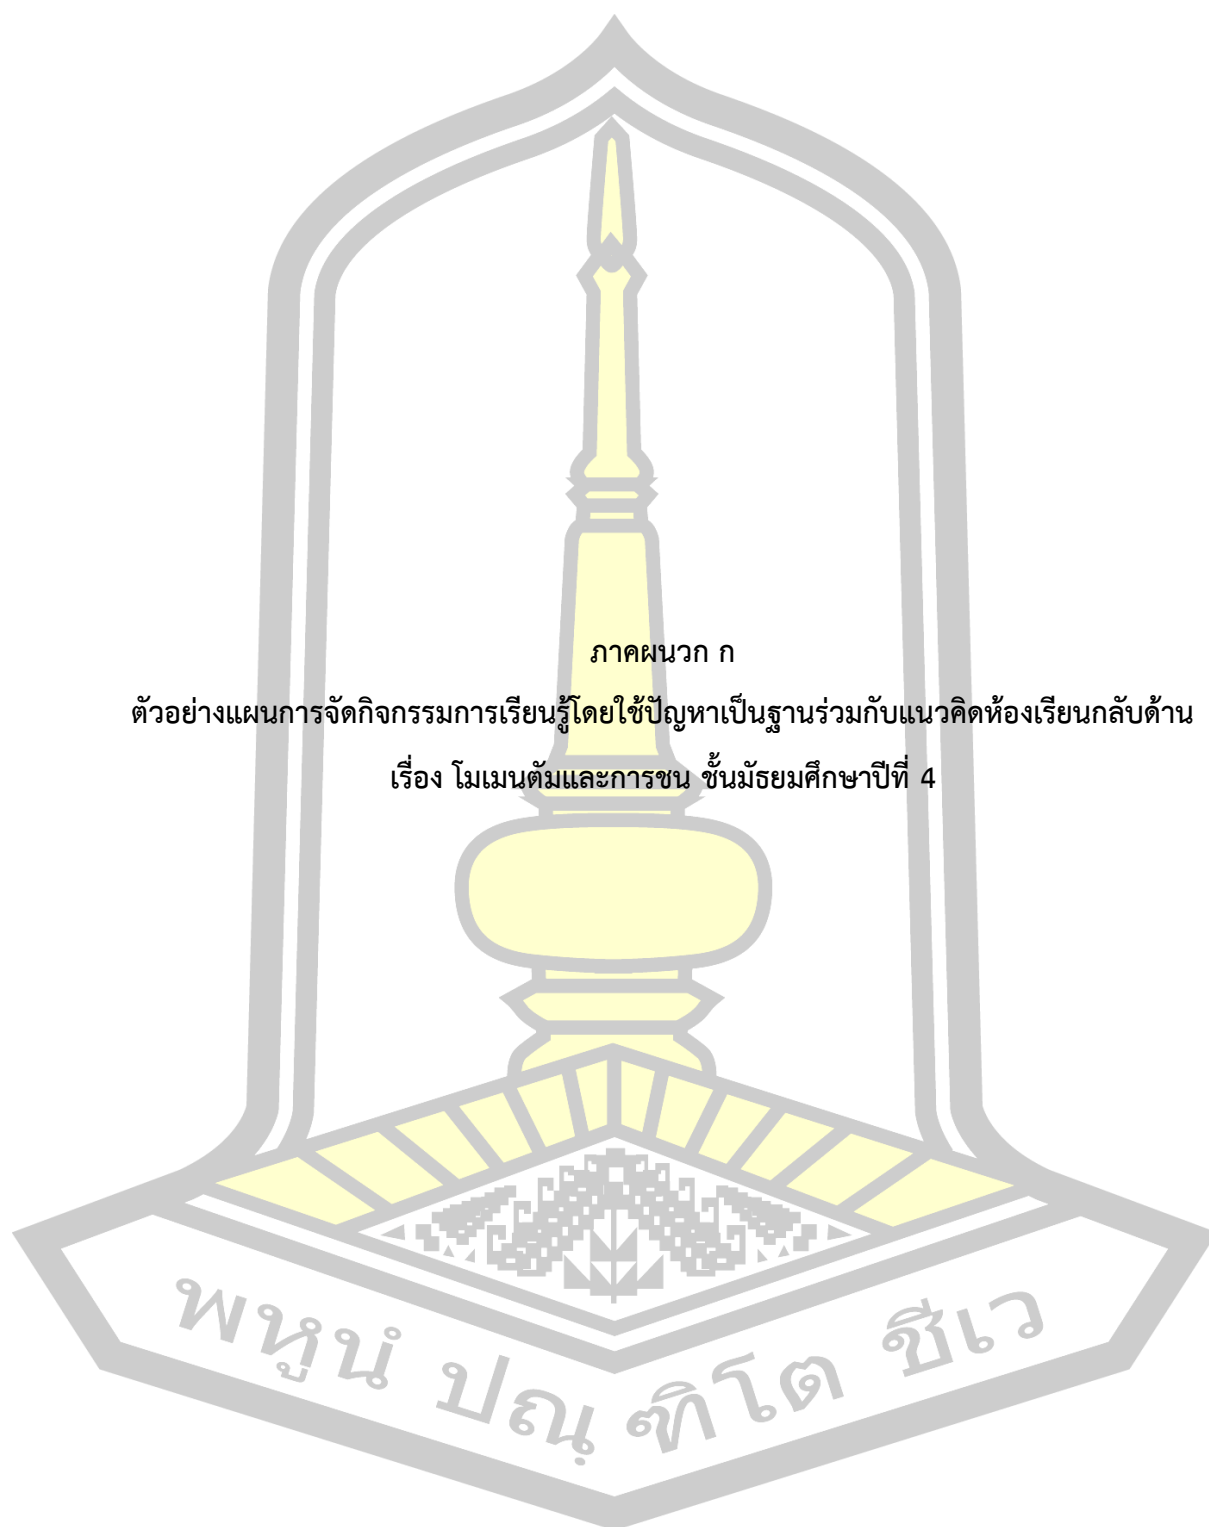 ภาคผนวก ก
ตัวอย่างแผนการจัดกิจกรรมการเรียนรู้โดยใช้ปัญหาเป็นฐานร่วมกับแนวคิดห้องเรียนกลับด้าน
เรื่อง โมเมนตัมและการชน ชั้นมัธยมศึกษาปีที่ 4
พหูนํ ปณฺฑิโต ชีเว